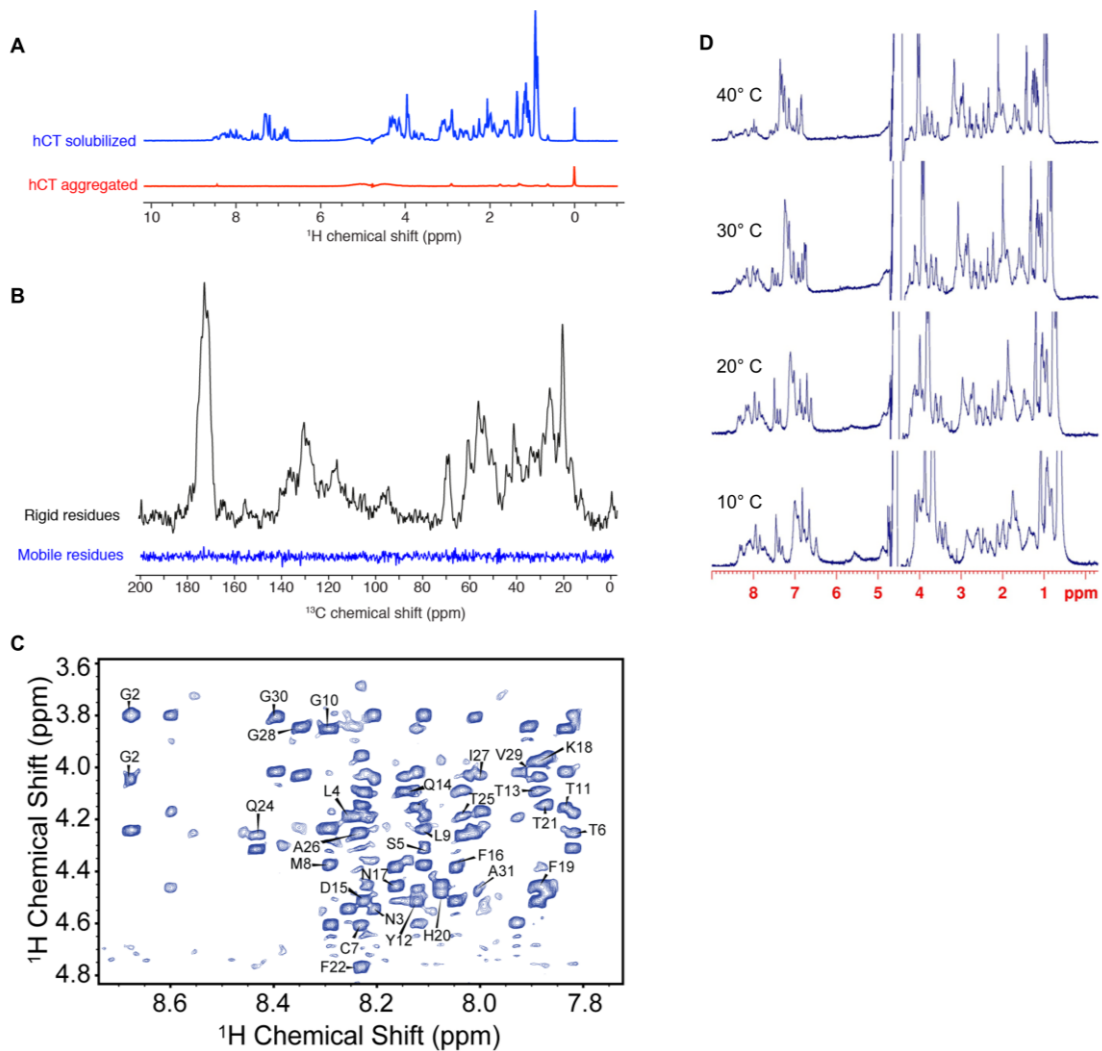 A
hCT solubilized
hCT aggregated
10 8 6 4 2 0
¹H chemical shift (ppm)
B
Rigid residues
Mobile residues
200 180 160 140 120 100 80 60 40 20 0
¹³C chemical shift (ppm)
C
3.6
3.8
4.0
4.2
4.4
4.6
4.8
¹H Chemical Shift (ppm)
G2
G30
G10
G28
G2
I27
V29
K18
Q14
T13
T11
L4
T25
Q24
T21
T6
A26
S5
L9
M8
F16
N17
A31
F19
D15
N3
H20
Y12
C7
F22
8.6 8.4 8.2 8.0 7.8
¹H Chemical Shift (ppm)
D
40° C
30° C
20° C
10° C
8 7 6 5 4 3 2 1 ppm